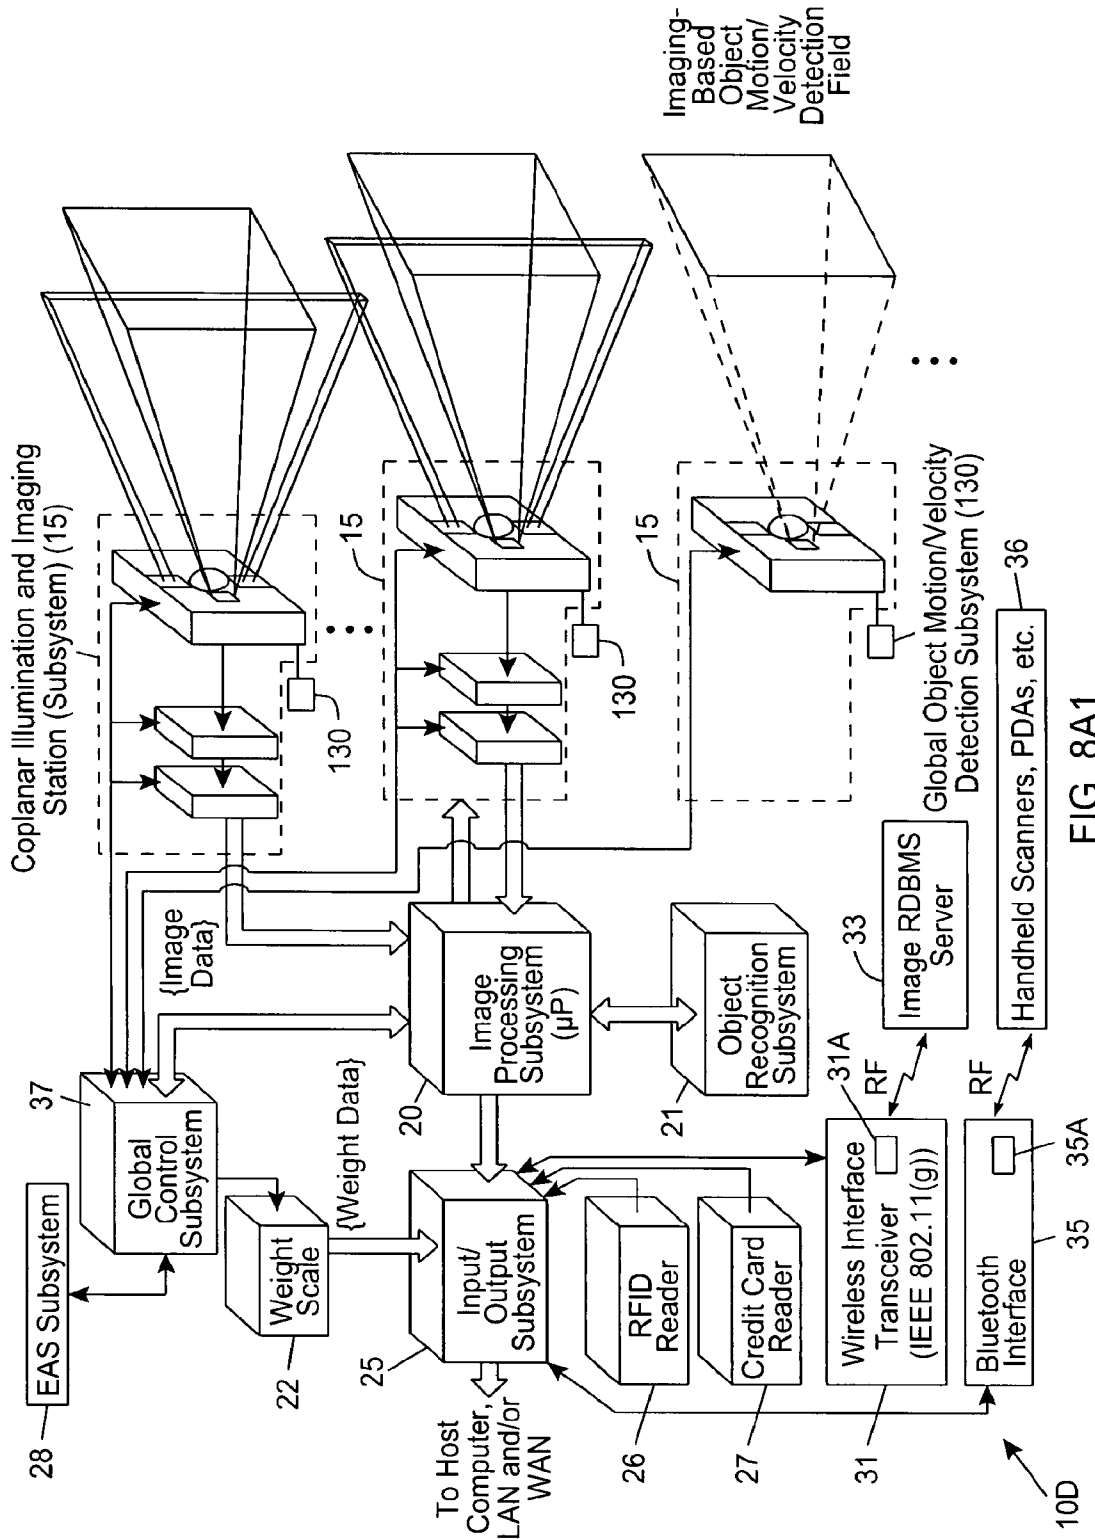 Coplanar Illumination and Imaging
Station (Subsystem) (15)
Imaging-
Based
Object
Motion/
Velocity
Detection
Field
28
EAS Subsystem
37
Global
Control
Subsystem
{Image
Data}
130
15
130
15
22
Weight
Scale
{Weight Data}
20
Image
Processing
Subsystem
(µP)
Global Object Motion/Velocity
Detection Subsystem (130)
25
Input/
Output
Subsystem
21
Object
Recognition
Subsystem
To Host
Computer,
LAN and/or
WAN
26
RFID
Reader
27
Credit Card
Reader
31
Wireless Interface
Transceiver
(IEEE 802.11(g))
31A
RF
33
Image RDBMS
Server
Bluetooth
Interface
35
35A
RF
36
Handheld Scanners, PDAs, etc.
10D
FIG. 8A1